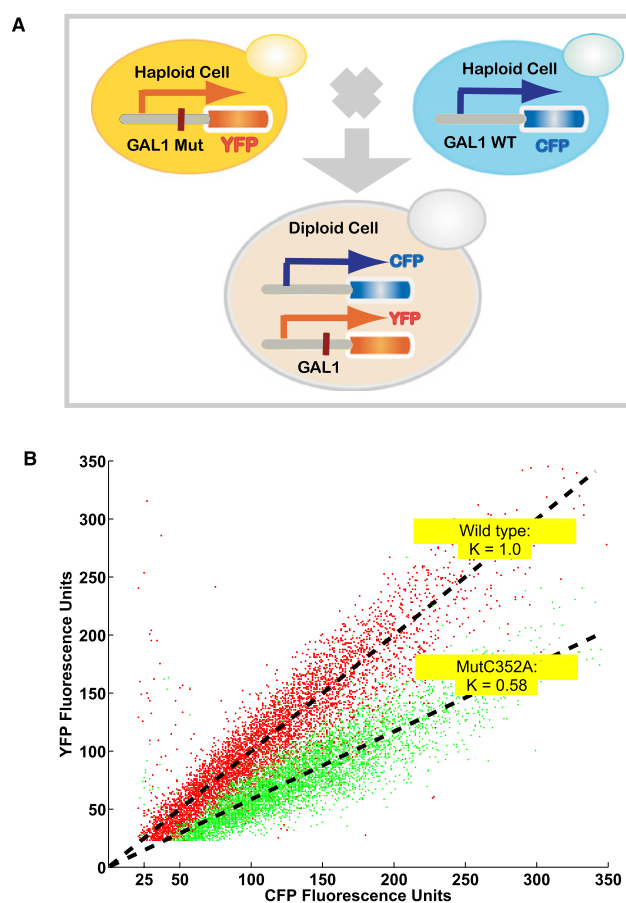 A
Haploid Cell
GAL1 Mut YFP
Haploid Cell
GAL1 WT CFP
Diploid Cell
CFP
YFP
GAL1
B
YFP Fluorescence Units
350
300
250
200
150
100
50
0
Wild type:
K = 1.0
MutC352A:
K = 0.58
25 50 100 150 200 250 300 350
CFP Fluorescence Units